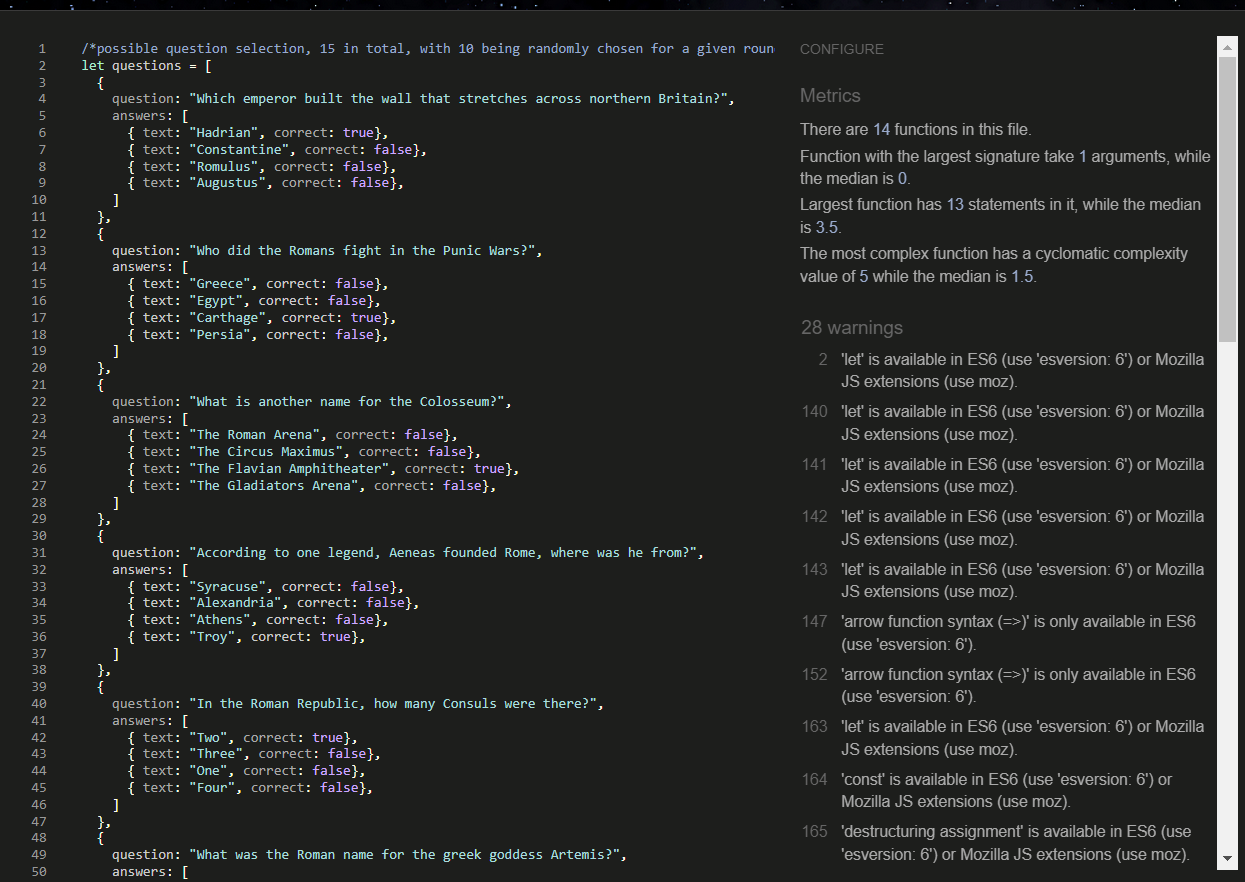 1 /*possible question selection, 15 in total, with 10 being randomly chosen for a given roun
2 let questions = [
3 {
4 question: "Which emperor built the wall that stretches across northern Britain?",
5 answers: [
6 { text: "Hadrian", correct: true},
7 { text: "Constantine", correct: false},
8 { text: "Romulus", correct: false},
9 { text: "Augustus", correct: false},
10 ]
11 },
12 {
13 question: "Who did the Romans fight in the Punic Wars?",
14 answers: [
15 { text: "Greece", correct: false},
16 { text: "Egypt", correct: false},
17 { text: "Carthage", correct: true},
18 { text: "Persia", correct: false},
19 ]
20 },
21 {
22 question: "What is another name for the Colosseum?",
23 answers: [
24 { text: "The Roman Arena", correct: false},
25 { text: "The Circus Maximus", correct: false},
26 { text: "The Flavian Amphitheater", correct: true},
27 { text: "The Gladiators Arena", correct: false},
28 ]
29 },
30 {
31 question: "According to one legend, Aeneas founded Rome, where was he from?",
32 answers: [
33 { text: "Syracuse", correct: false},
34 { text: "Alexandria", correct: false},
35 { text: "Athens", correct: false},
36 { text: "Troy", correct: true},
37 ]
38 },
39 {
40 question: "In the Roman Republic, how many Consuls were there?",
41 answers: [
42 { text: "Two", correct: true},
43 { text: "Three", correct: false},
44 { text: "One", correct: false},
45 { text: "Four", correct: false},
46 ]
47 },
48 {
49 question: "What was the Roman name for the greek goddess Artemis?",
50 answers: [
CONFIGURE
Metrics
There are 14 functions in this file.
Function with the largest signature take 1 arguments, while
the median is 0.
Largest function has 13 statements in it, while the median
is 3.5.
The most complex function has a cyclomatic complexity
value of 5 while the median is 1.5.
28 warnings
2 'let' is available in ES6 (use 'esversion: 6') or Mozilla
JS extensions (use moz).
140 'let' is available in ES6 (use 'esversion: 6') or Mozilla
JS extensions (use moz).
141 'let' is available in ES6 (use 'esversion: 6') or Mozilla
JS extensions (use moz).
142 'let' is available in ES6 (use 'esversion: 6') or Mozilla
JS extensions (use moz).
143 'let' is available in ES6 (use 'esversion: 6') or Mozilla
JS extensions (use moz).
147 'arrow function syntax (=>)' is only available in ES6
(use 'esversion: 6').
152 'arrow function syntax (=>)' is only available in ES6
(use 'esversion: 6').
163 'let' is available in ES6 (use 'esversion: 6') or Mozilla
JS extensions (use moz).
164 'const' is available in ES6 (use 'esversion: 6') or
Mozilla JS extensions (use moz).
165 'destructuring assignment' is available in ES6 (use
'esversion: 6') or Mozilla JS extensions (use moz).